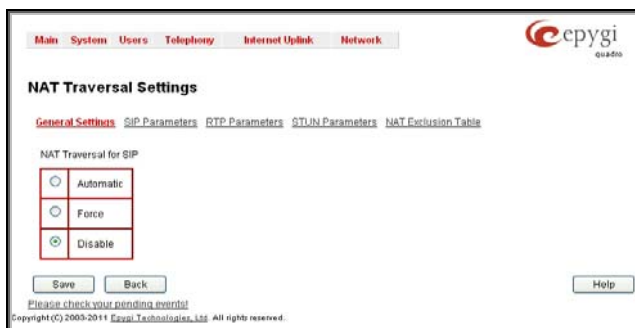 Main System Users Telephony Internet Uplink Network
epygi
quadro
NAT Traversal Settings
General Settings SIP Parameters RTP Parameters STUN Parameters NAT Exclusion Table
NAT Traversal for SIP
Automatic
Force
Disable
Save Back Help
Please check your pending events!
Copyright (C) 2003-2011 Epygi Technologies, Ltd. All rights reserved.